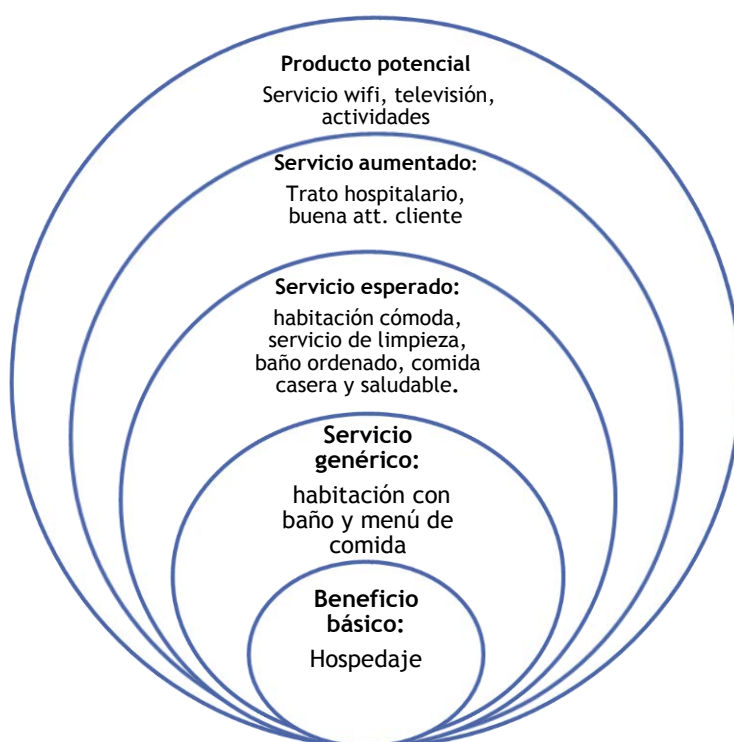 Producto potencial
Servicio wifi, televisión,
actividades
Servicio aumentado:
Trato hospitalario,
buena att. cliente
Servicio esperado:
habitación cómoda,
servicio de limpieza,
baño ordenado, comida
casera y saludable.
Servicio
genérico:
habitación con
baño y menú de
comida
Beneficio
básico:
Hospedaje